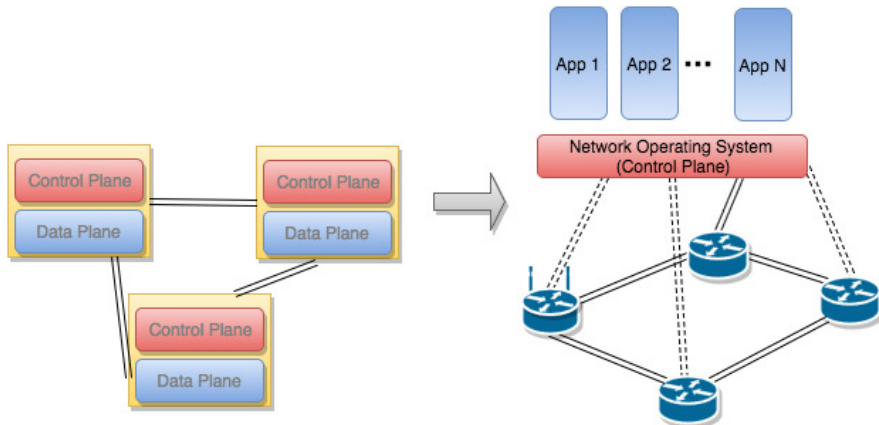 App 1
App 2
...
App N
Network Operating System
(Control Plane)
Control Plane
Data Plane
Control Plane
Data Plane
Control Plane
Data Plane